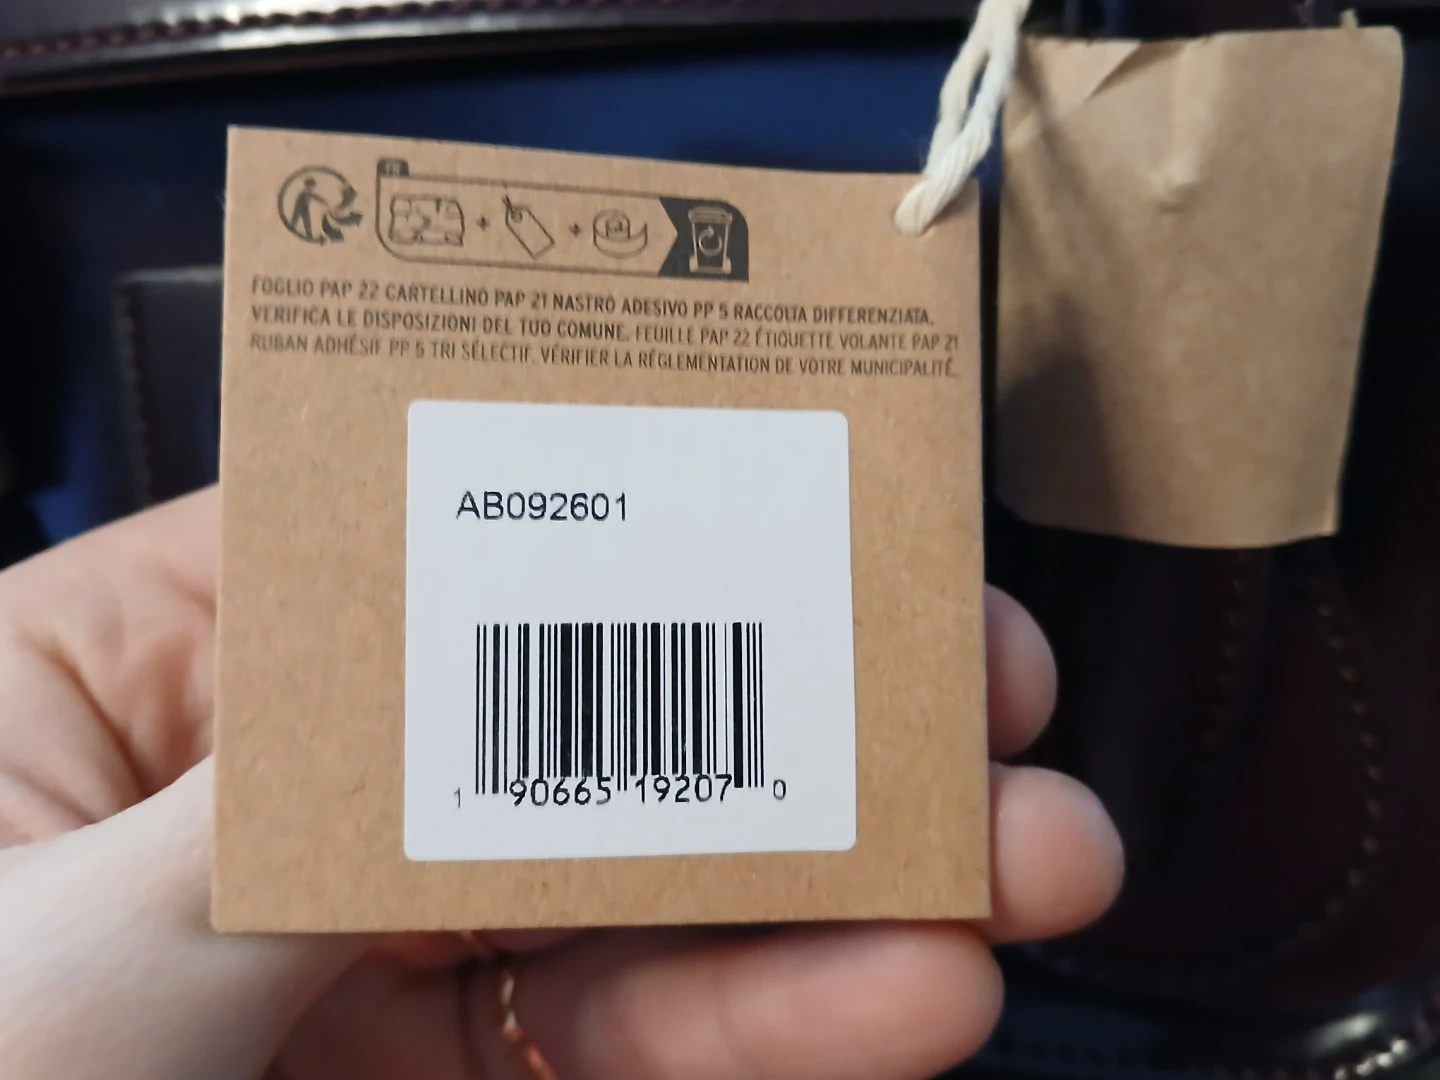 FR
FOGLIO PAP 22 CARTELLINO PAP 21 NASTRO ADESIVO PP 5 RACCOLTA DIFFERENZIATA.
VERIFICA LE DISPOSIZIONI DEL TUO COMUNE. FEUILLE PAP 22 ÉTIQUETTE VOLANTE PAP 21
RUBAN ADHÉSIF PP 5 TRI SÉLECTIF. VÉRIFIER LA RÉGLEMENTATION DE VOTRE MUNICIPALITÉ.
AB092601
1 90665 19207 0